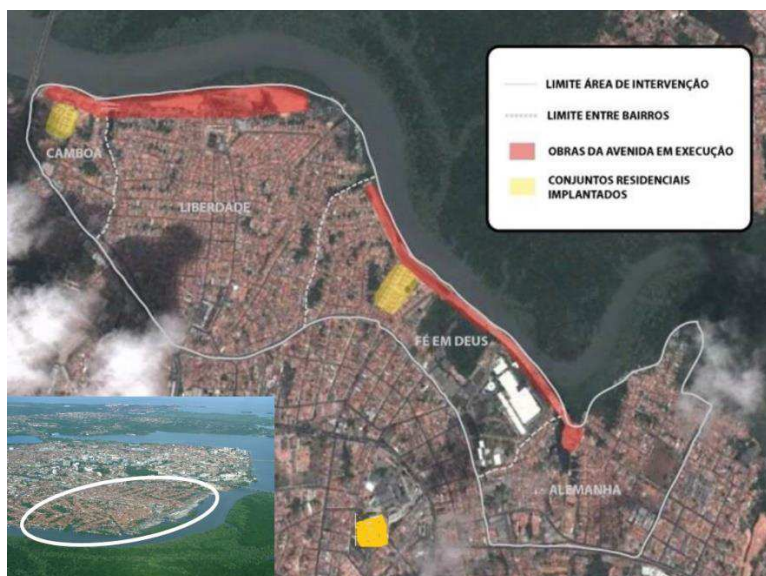 LIMITE ÁREA DE INTERVENÇÃO
LIMITE ENTRE BAIRROS
OBRAS DA AVENIDA EM EXECUÇÃO
CONJUNTOS RESIDENCIAIS
IMPLANTADOS
CAMBOA
LIBERDADE
FÉ EM DEUS
ALEMANHA